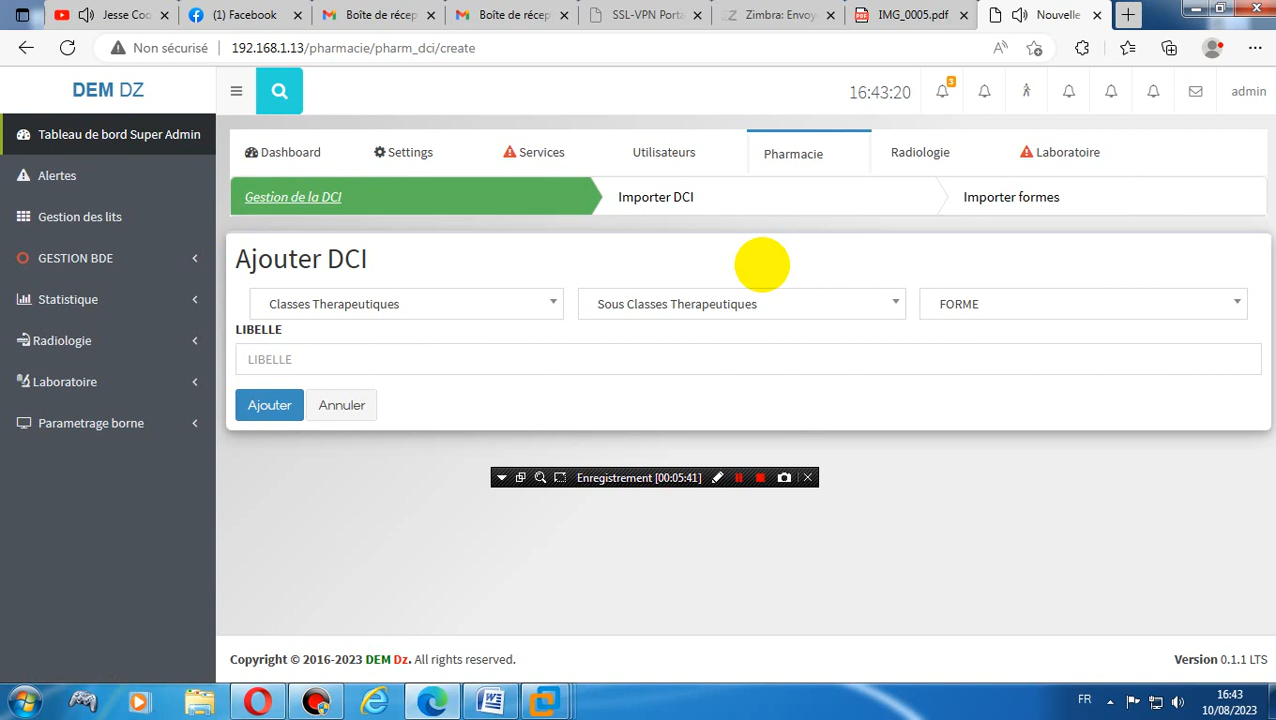 Jesse Coo
(1) Facebook
Boîte de récep
Boîte de récep
SSL-VPN Porta
Zimbra: Envoye
IMG_0005.pdf
Nouvelle
Non sécurisé
192.168.1.13/pharmacie/pharm_dci/create
DEM DZ
16:43:20
3
admin
Tableau de bord Super Admin
Alertes
Gestion des lits
GESTION BDE
Statistique
Radiologie
Laboratoire
Parametrage borne
Dashboard
Settings
Services
Utilisateurs
Pharmacie
Radiologie
Laboratoire
Gestion de la DCI
Importer DCI
Importer formes
Ajouter DCI
Classes Therapeutiques
Sous Classes Therapeutiques
FORME
LIBELLE
LIBELLE
Ajouter
Annuler
Enregistrement [00:05:41]
Copyright © 2016-2023 DEM Dz. All rights reserved.
Version 0.1.1 LTS
FR
16:43
10/08/2023